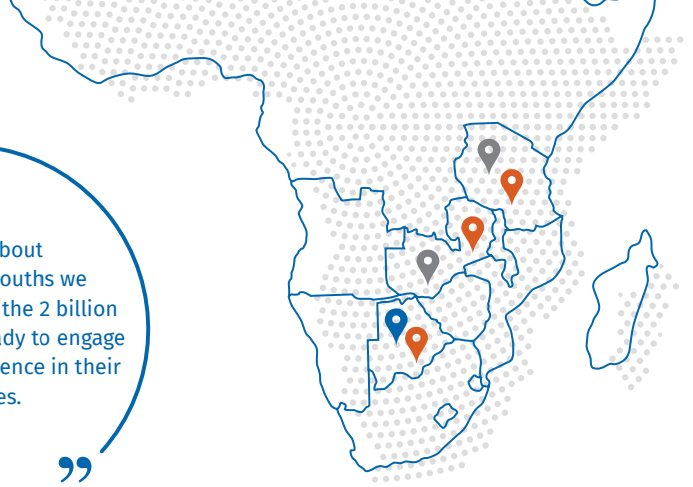 bout
ouths we
the 2 billion
dy to engage
ence in their
es.
”